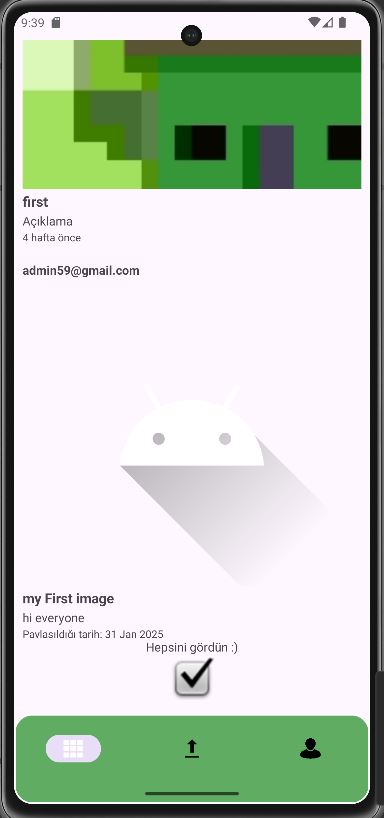 9:39
first
Açıklama
4 hafta önce
admin59@gmail.com
my First image
hi everyone
Pavlasıldığı tarih: 31 Jan 2025
Hepsini gördün :)